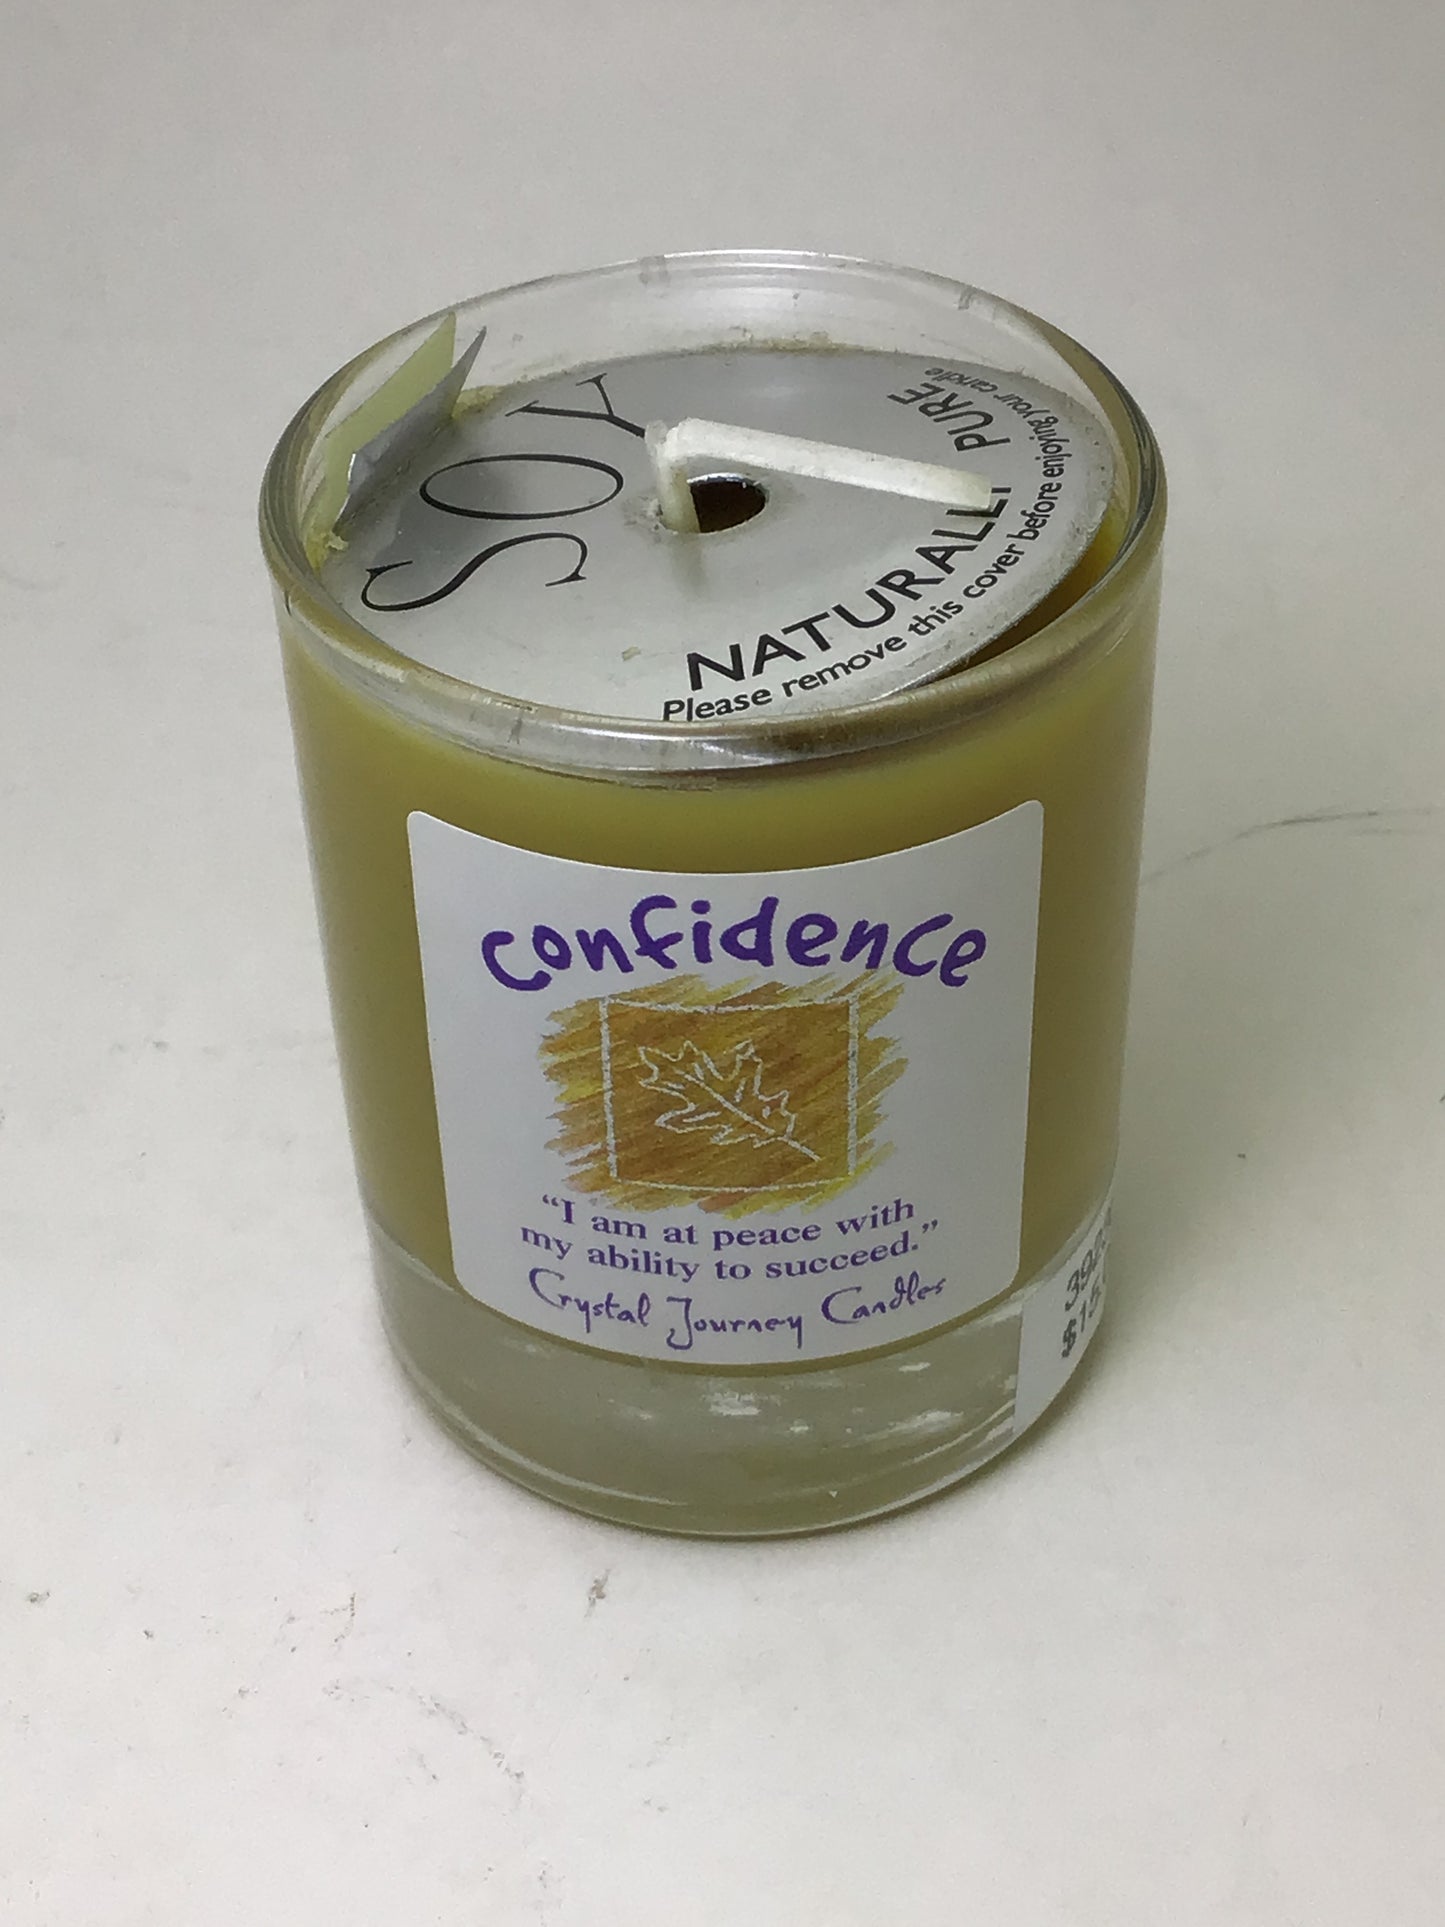 SOY
NATURALLY PURE
Please remove this cover before enjoying your candle
confidence
“I am at peace with
my ability to succeed.”
Crystal Journey Candles
$15.